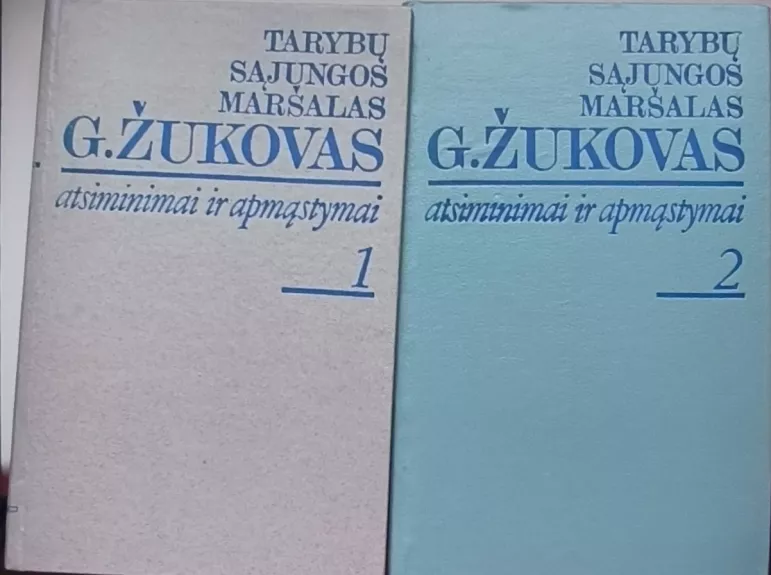 TARYBŲ
SĄJUNGOS
MARŠALAS
G.ŽUKOVAS
atsiminimai ir apmąstymai
1
TARYBŲ
SĄJUNGOS
MARŠALAS
G.ŽUKOVAS
atsiminimai ir apmąstymai
2